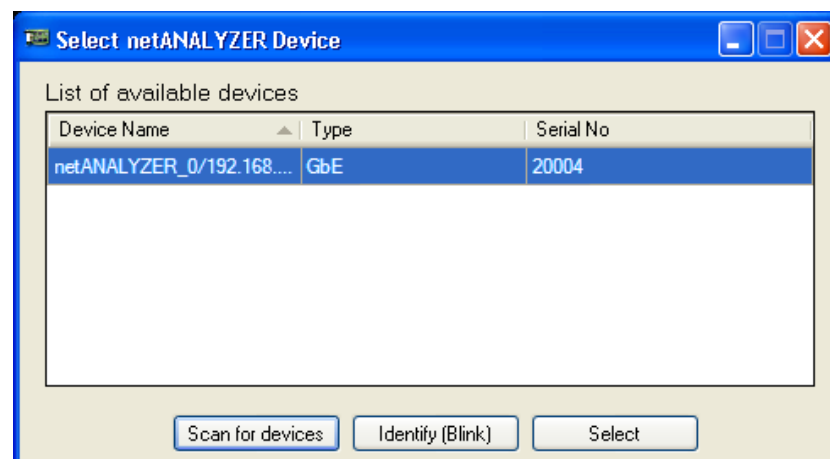 Select netANALYZER Device
List of available devices
Device Name Type Serial No
netANALYZER_0/192.168.... GbE 20004
Scan for devices Identify (Blink) Select